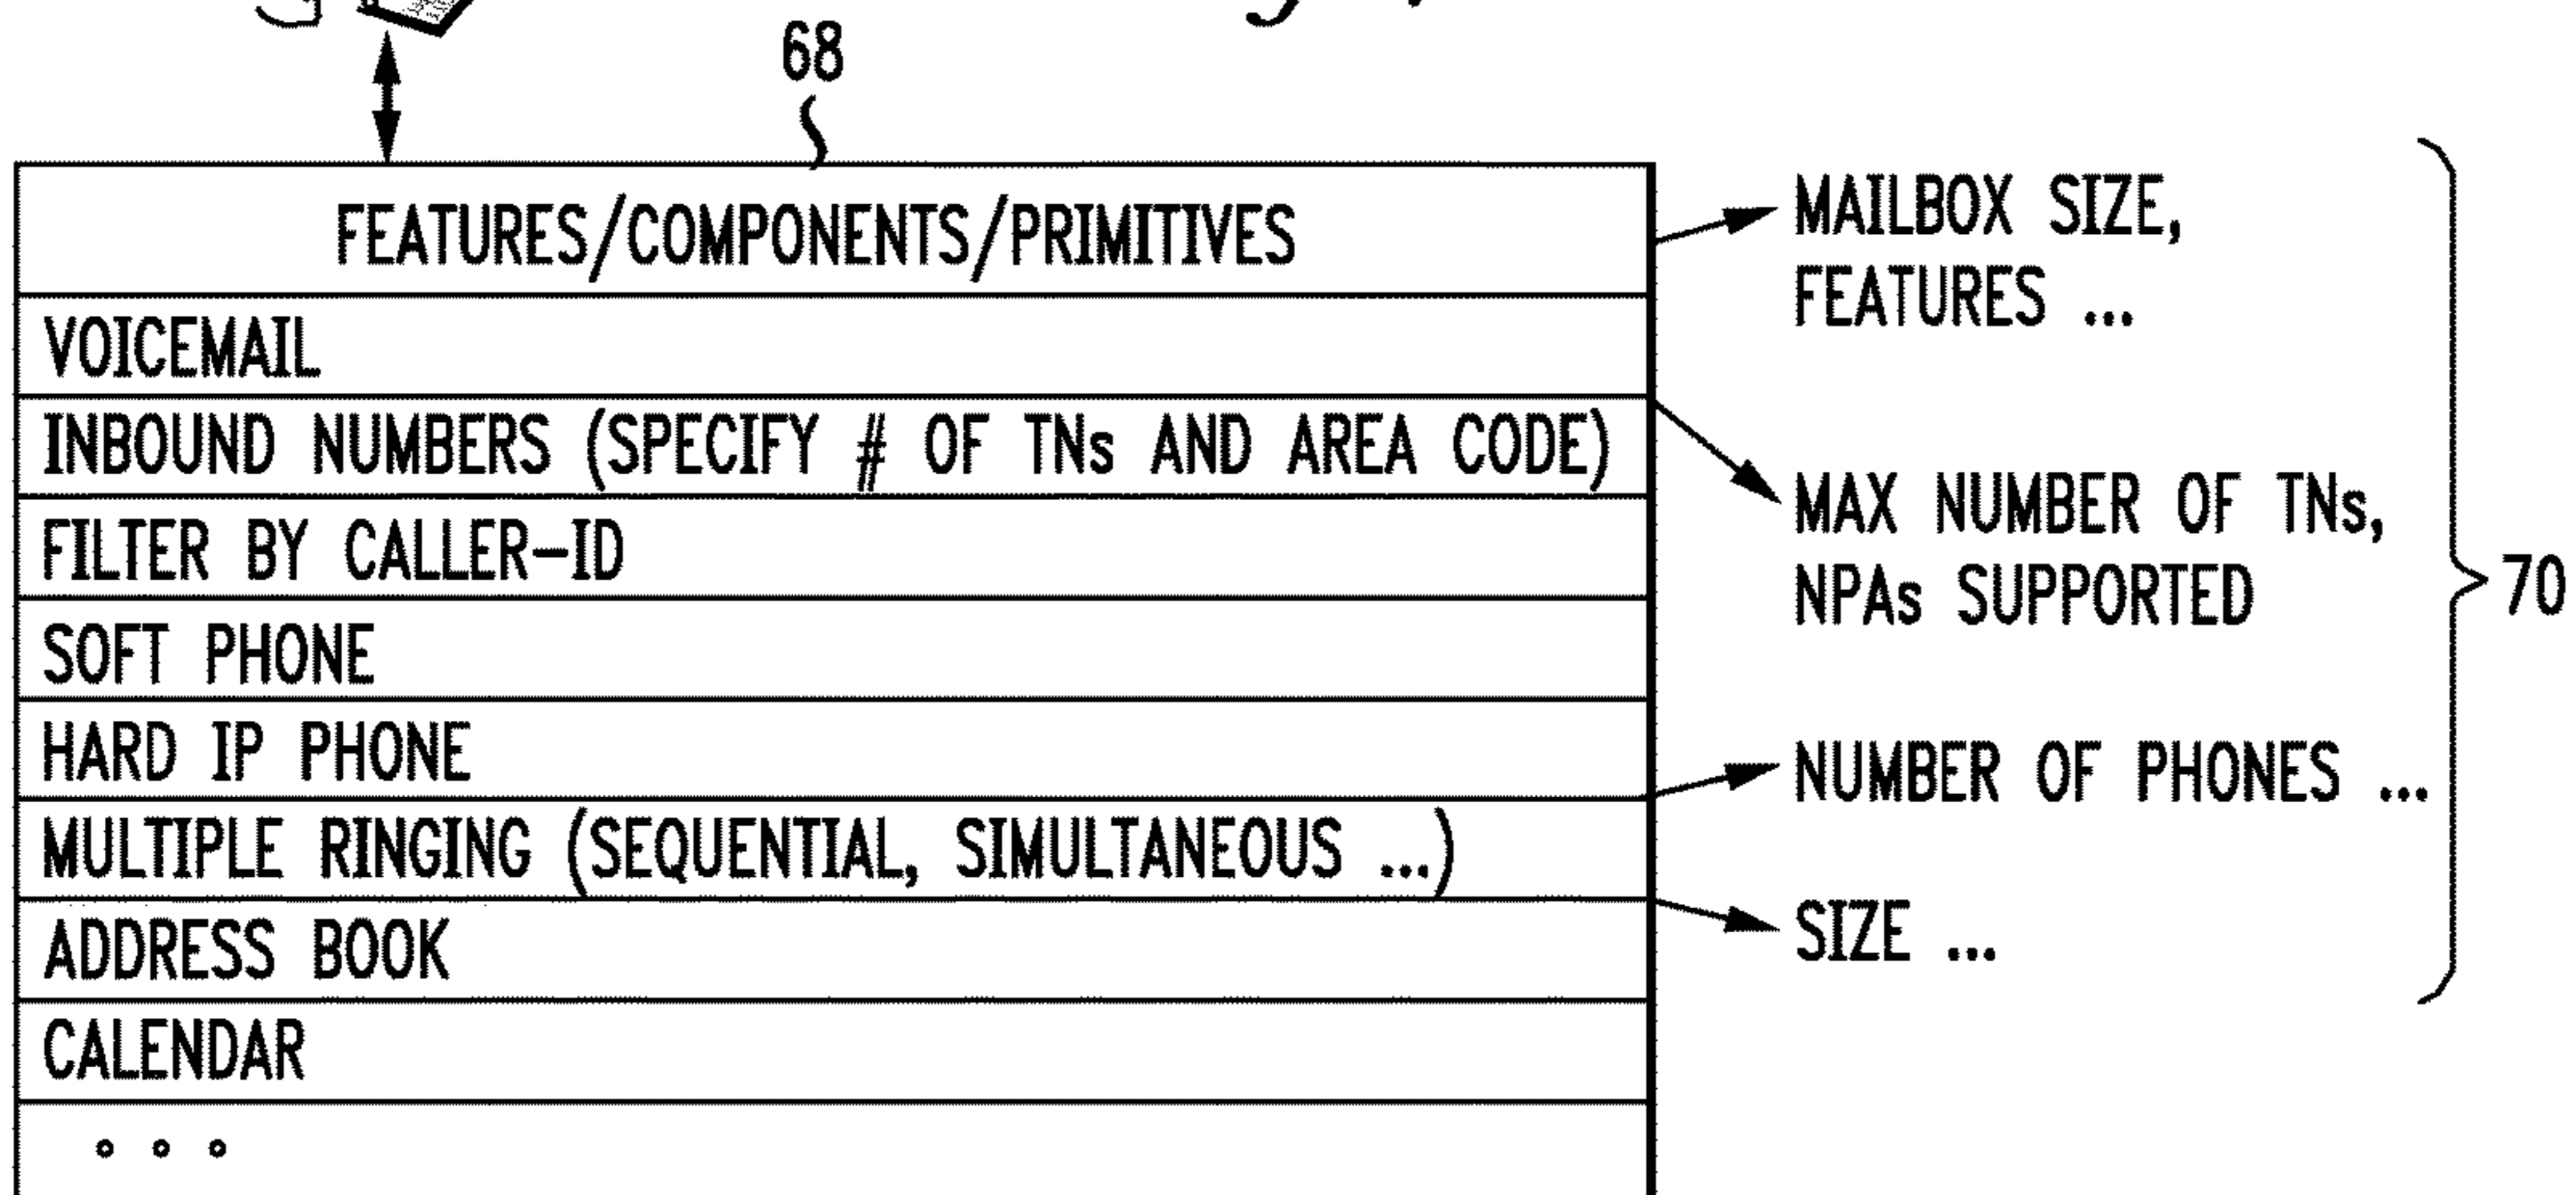 68
FEATURES/COMPONENTS/PRIMITIVES
VOICEMAIL
INBOUND NUMBERS (SPECIFY # OF TNs AND AREA CODE)
FILTER BY CALLER-ID
SOFT PHONE
HARD IP PHONE
MULTIPLE RINGING (SEQUENTIAL, SIMULTANEOUS ...)
ADDRESS BOOK
CALENDAR
∘ ∘ ∘
MAILBOX SIZE,
FEATURES ...
MAX NUMBER OF TNs,
NPAs SUPPORTED
NUMBER OF PHONES ...
SIZE ...
70